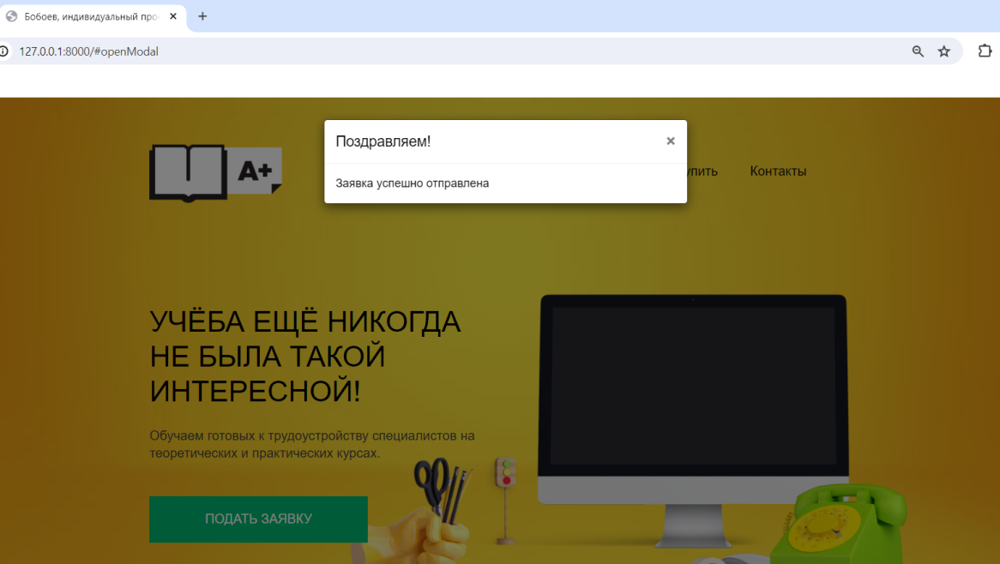 Бобоев, индивидуальный про
127.0.0.1:8000/#openModal
Поздравляем!
×
Заявка успешно отправлена
A+
Контакты
УЧЁБА ЕЩЁ НИКОГДА
НЕ БЫЛА ТАКОЙ
ИНТЕРЕСНОЙ!
Обучаем готовых к трудоустройству специалистов на
теоретических и практических курсах.
ПОДАТЬ ЗАЯВКУ